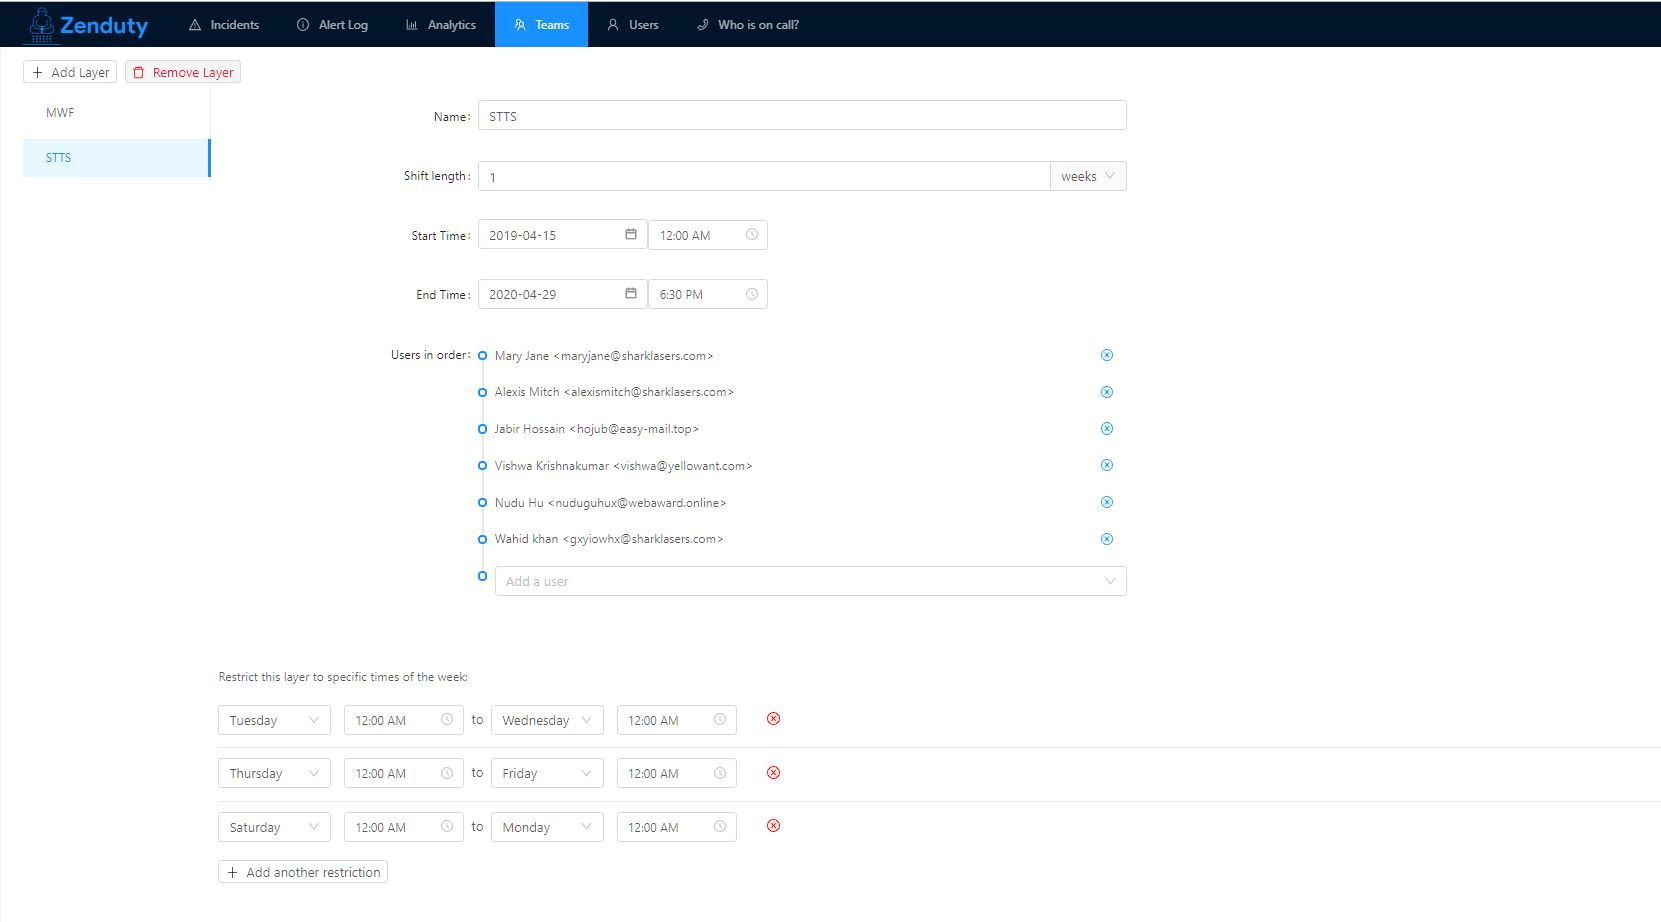 Zenduty Incidents Alert Log Analytics Teams Users Who is on call?
Add Layer Remove Layer
MWF
STTS
Name: STTS
Shift length: 1 weeks
Start Time: 2019-04-15 12:00 AM
End Time: 2020-04-29 6:30 PM
Users in order: Mary Jane <maryjane@sharklasers.com>
Alexis Mitch <alexismitch@sharklasers.com>
Jabir Hossain <hojub@easy-mail.top>
Vishwa Krishnakumar <vishwa@yellowant.com>
Nudu Hu <nuduguhux@webaward.online>
Wahid khan <gxyiowhx@sharklasers.com>
Add a user
Restrict this layer to specific times of the week:
Tuesday 12:00 AM to Wednesday 12:00 AM
Thursday 12:00 AM to Friday 12:00 AM
Saturday 12:00 AM to Monday 12:00 AM
Add another restriction